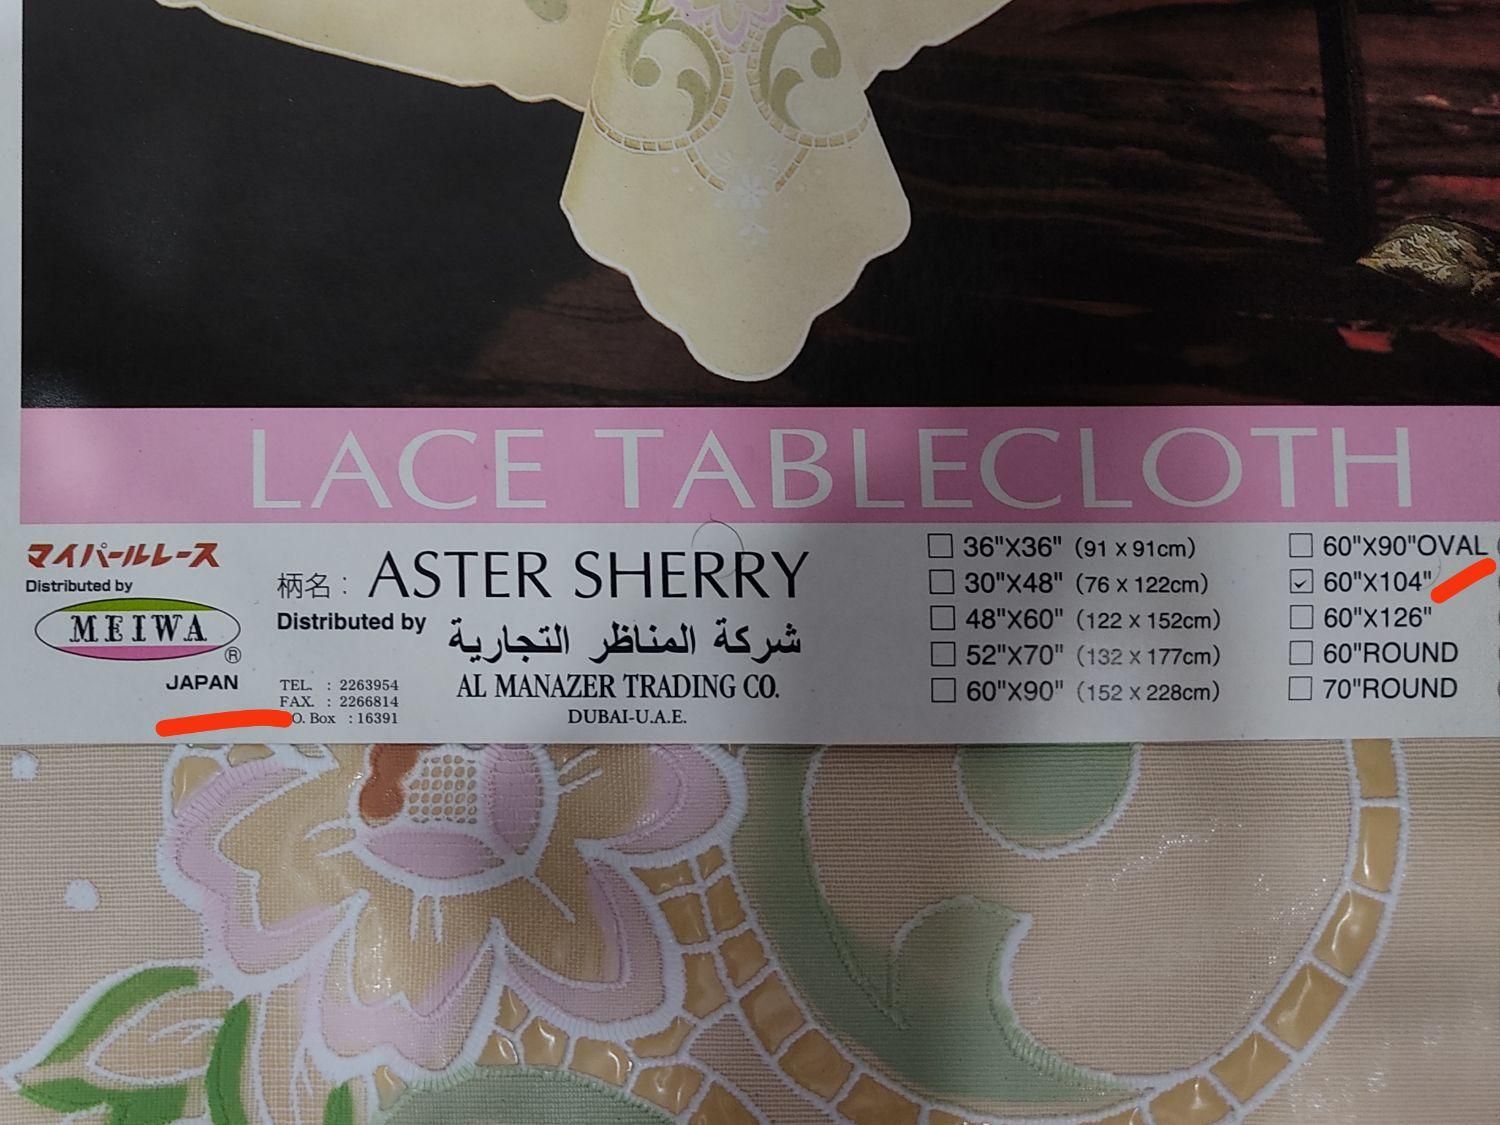 LACE TABLECLOTH
マイパールレース
Distributed by
MEIWA
®
JAPAN
柄名: ASTER SHERRY
Distributed by شركة المناظر التجارية
TEL. : 2263954
FAX. : 2266814
O. Box : 16391
AL MANAZER TRADING CO.
DUBAI-U.A.E.
36"X36" (91 X 91cm)
30"X48" (76 X 122cm)
48"X60" (122 X 152cm)
52"X70" (132 X 177cm)
60"X90" (152 X 228cm)
60"X90"OVAL
60"X104"
60"X126"
60"ROUND
70"ROUND